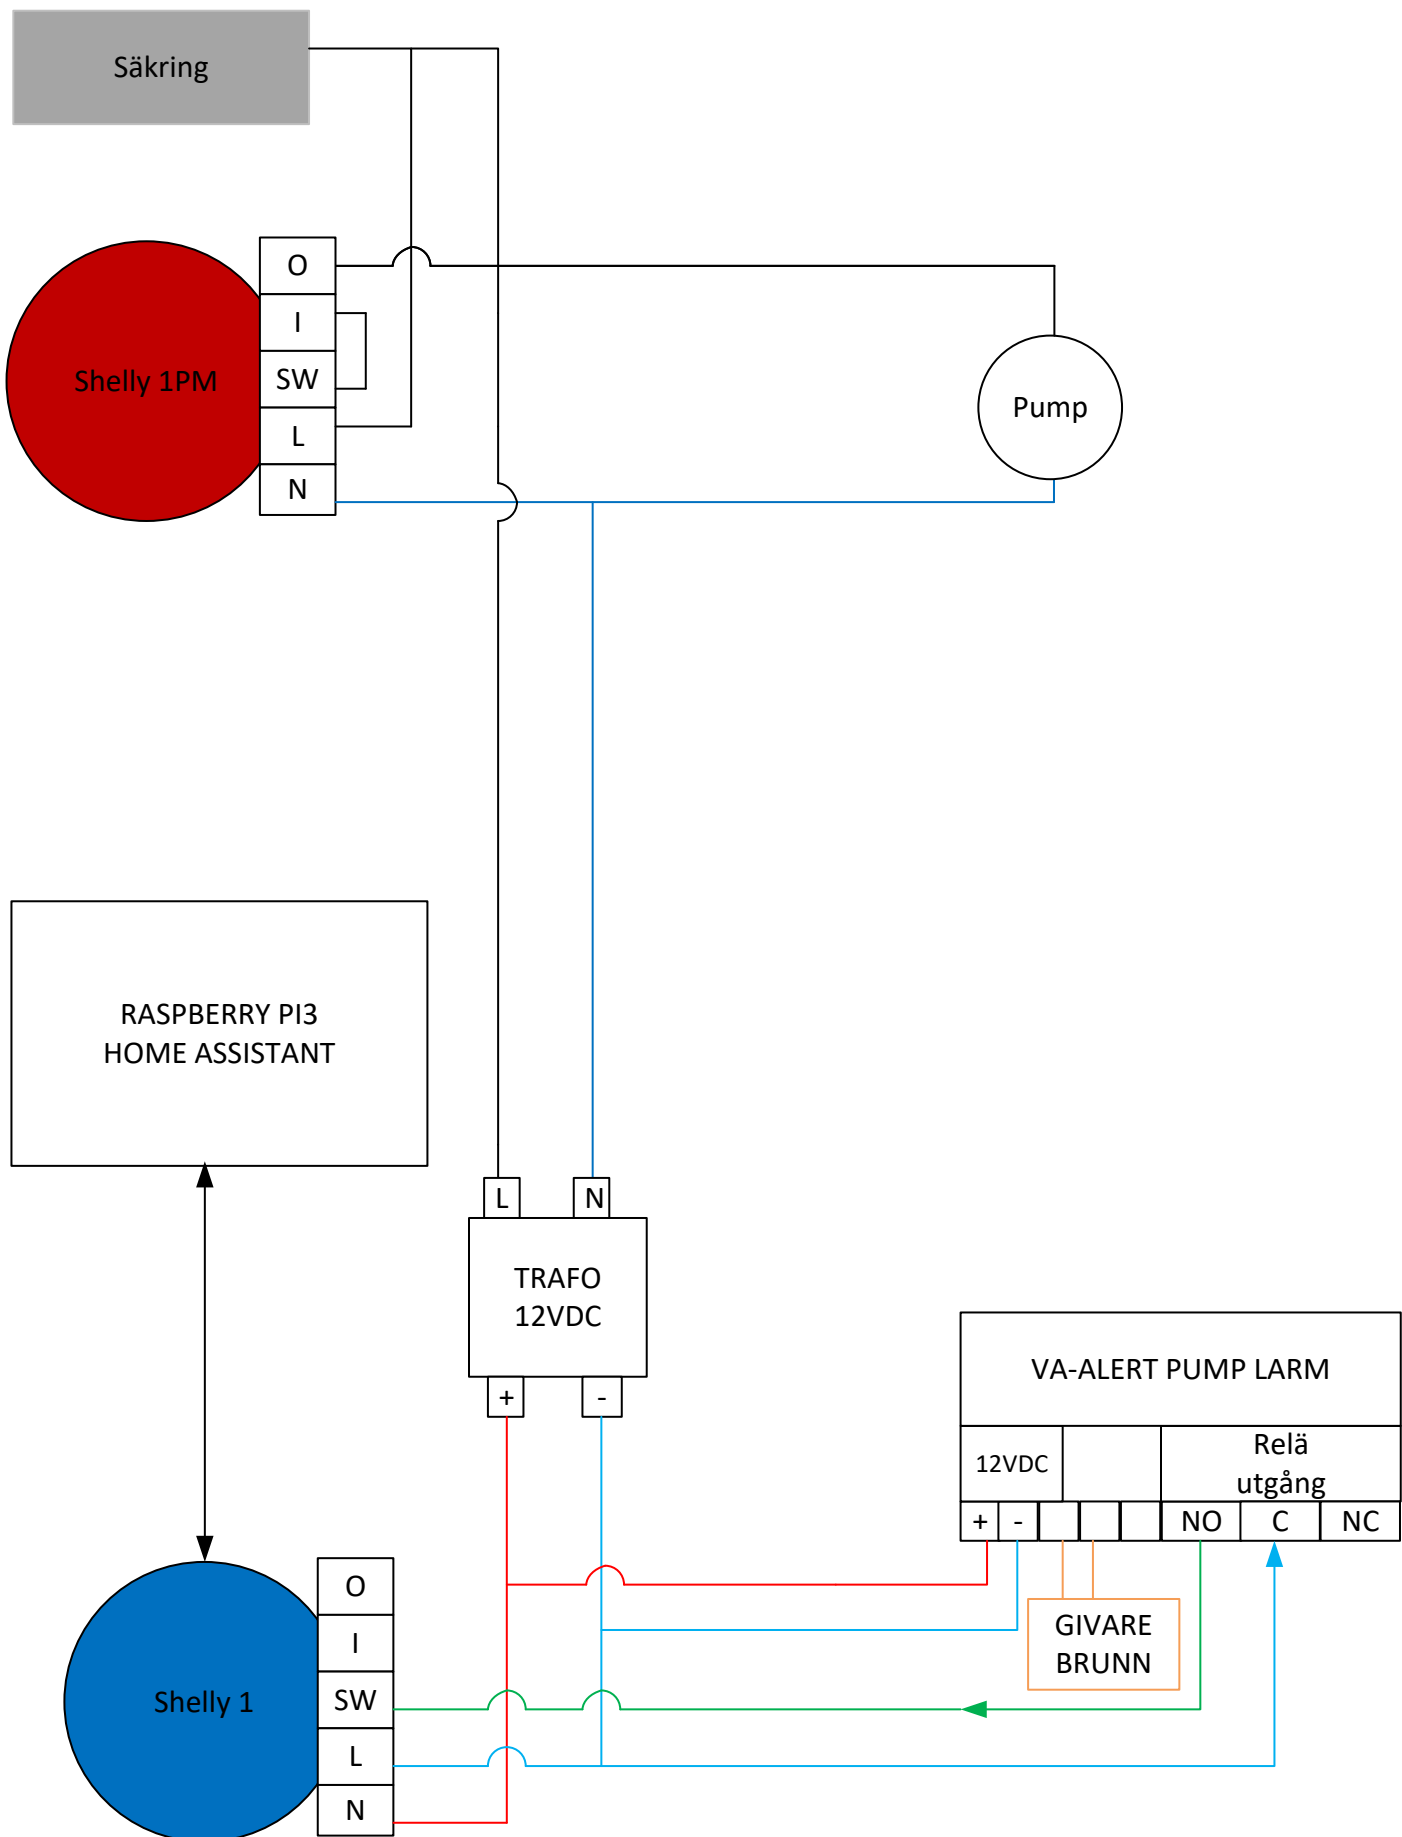 Säkring
O
I
SW
L
N
Shelly 1PM
Pump
RASPBERRY PI3
HOME ASSISTANT
L
N
TRAFO
12VDC
+
-
VA-ALERT PUMP LARM
12VDC
Relä
utgång
+
-
NO
C
NC
GIVARE
BRUNN
O
I
SW
L
N
Shelly 1